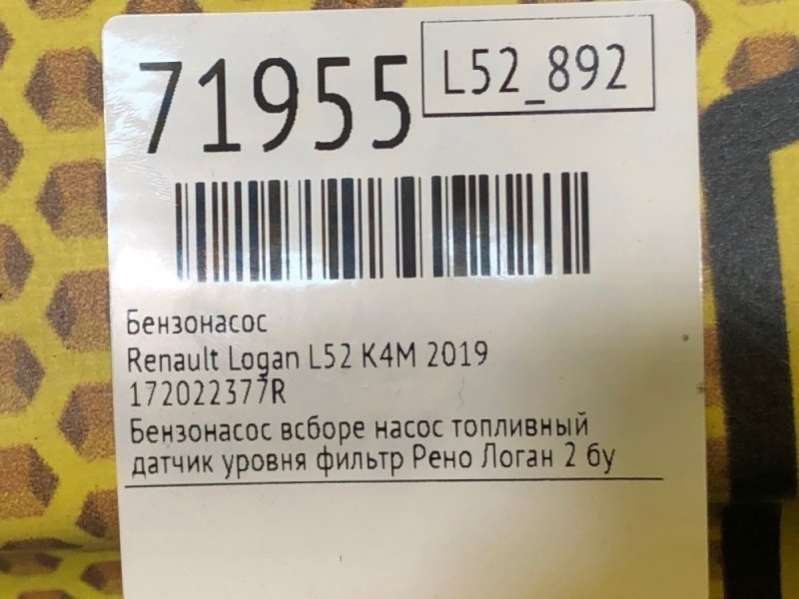 71955
L52_892
Бензонасос
Renault Logan L52 K4M 2019
172022377R
Бензонасос всборе насос топливный
датчик уровня фильтр Рено Логан 2 бу